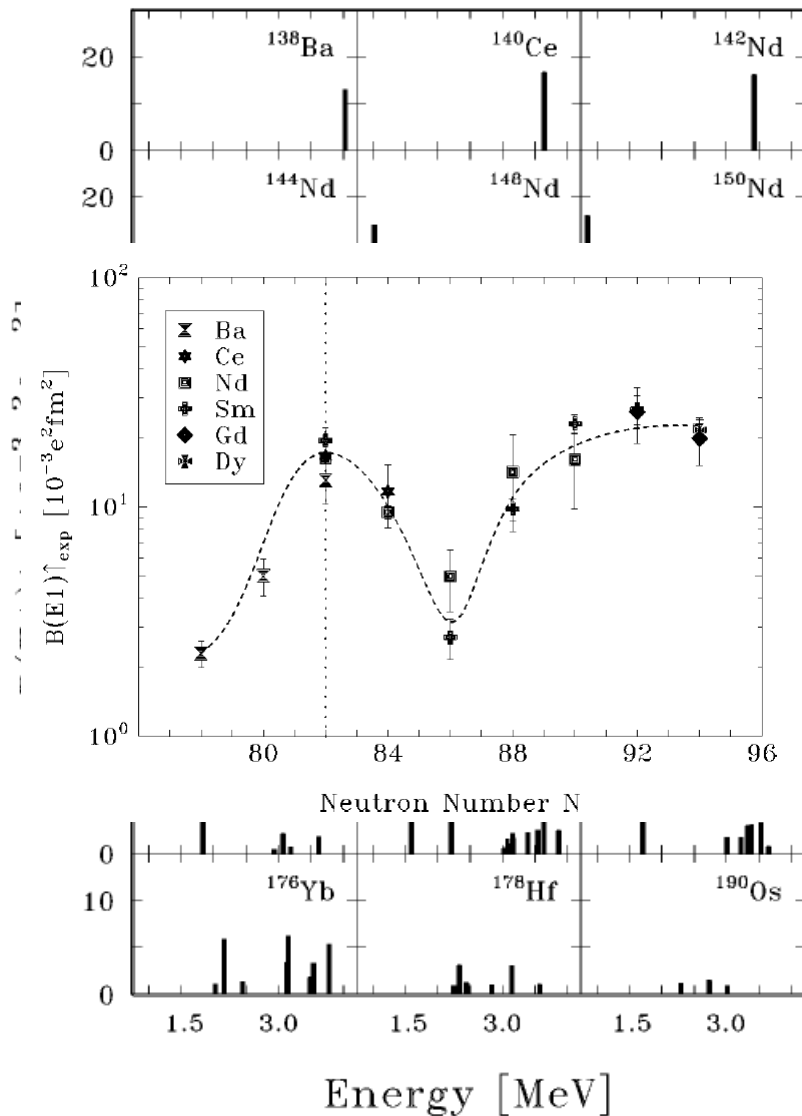 ¹³⁸Ba ¹⁴⁰Ce ¹⁴²Nd
20
0
¹⁴⁴Nd ¹⁴⁸Nd ¹⁵⁰Nd
20
10²
Ba
Ce
Nd
Sm
Gd
Dy
B(E1)↑exp [10⁻³e²fm²]
10¹
10⁰
80 84 88 92 96
Neutron Number N
0
¹⁷⁶Yb ¹⁷⁸Hf ¹⁹⁰Os
10
0
1.5 3.0 1.5 3.0 1.5 3.0
Energy [MeV]